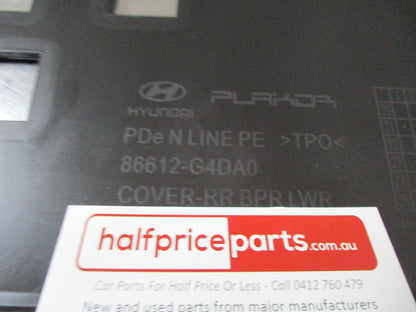 HYUNDAI PLAKOR
PDe N LINE PE >TPO<
86612-G4DA0
COVER-RR BPR LWR
halfpriceparts.com.au
Car Parts For Half Price Or Less - Call 0412 760 479
New and used parts from major manufacturers